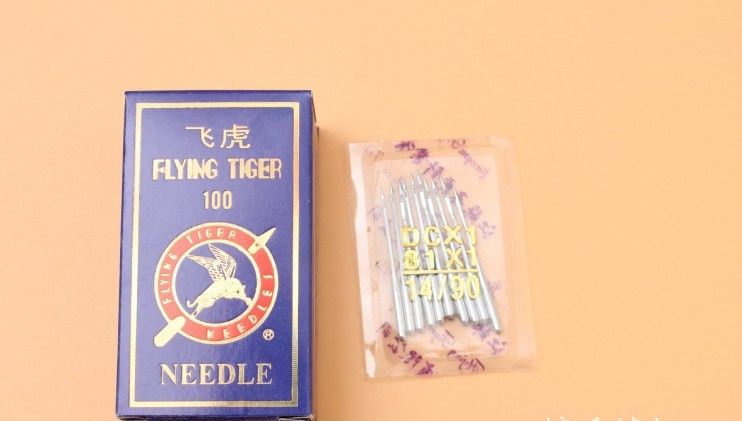 飞虎
FLYING TIGER
100
FLYING TIGER
NEEDLES
®
NEEDLE
DCX1
81X1
14/90